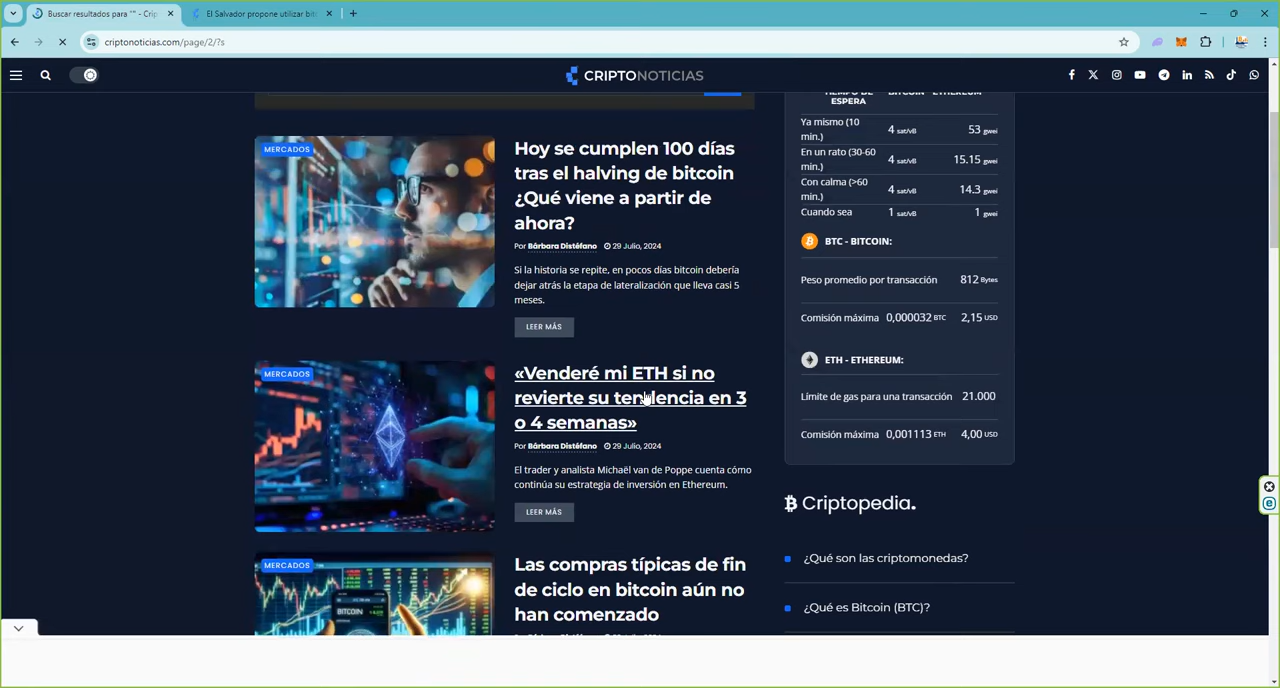 Buscar resultados para "" - Crip
El Salvador propone utilizar bit
criptonoticias.com/page/2/?s
CRIPTONOTICIAS
TIEMPO DE ESPERA BITCOIN ETHEREUM
MERCADOS
Hoy se cumplen 100 días
tras el halving de bitcoin
¿Qué viene a partir de
ahora?
Por Bárbara Distéfano 29 Julio, 2024
Si la historia se repite, en pocos días bitcoin debería
dejar atrás la etapa de lateralización que lleva casi 5
meses.
LEER MÁS
MERCADOS
«Venderé mi ETH si no
revierte su tendencia en 3
o 4 semanas»
Por Bárbara Distéfano 29 Julio, 2024
El trader y analista Michaël van de Poppe cuenta cómo
continúa su estrategia de inversión en Ethereum.
LEER MÁS
MERCADOS
BITCOIN
Las compras típicas de fin
de ciclo en bitcoin aún no
han comenzado
Ya mismo (10
min.) 4 sat/vB 53 gwei
En un rato (30-60
min.) 4 sat/vB 15.15 gwei
Con calma (>60
min.) 4 sat/vB 14.3 gwei
Cuando sea 1 sat/vB 1 gwei
BTC - BITCOIN:
Peso promedio por transacción 812 Bytes
Comisión máxima 0,000032 BTC 2,15 USD
ETH - ETHEREUM:
Límite de gas para una transacción 21.000
Comisión máxima 0,001113 ETH 4,00 USD
Criptopedia.
¿Qué son las criptomonedas?
¿Qué es Bitcoin (BTC)?